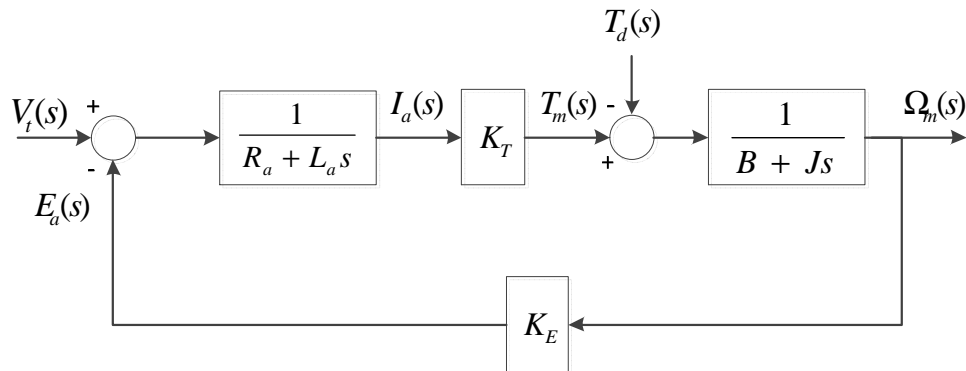 T_d(s)
V_t(s)
+
-
E_a(s)
1
R_a + L_a s
I_a(s)
K_T
T_m(s)
-
+
1
B + Js
Ω_m(s)
K_E